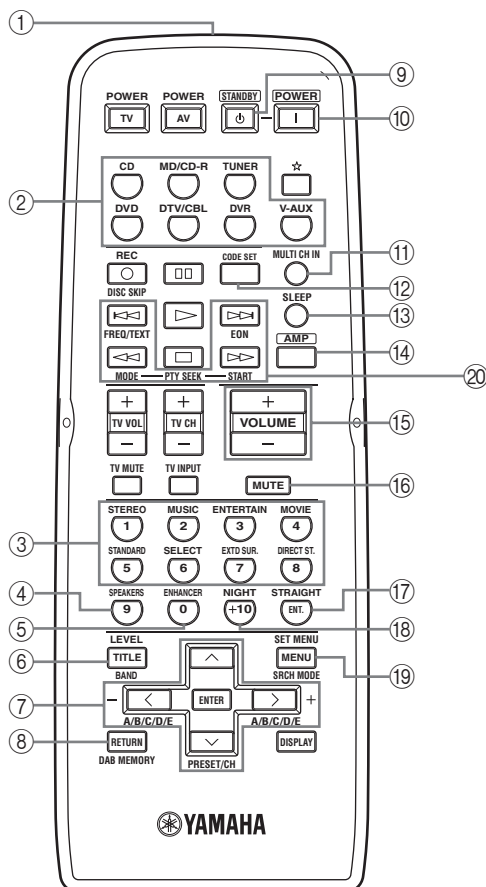 ①
POWER POWER STANDBY POWER
⑨
TV AV
⑩
CD MD/CD-R TUNER ☆
②
DVD DTV/CBL DVR V-AUX
REC CODE SET MULTI CH IN
⑪
DISC SKIP
⑫
SLEEP
⑬
FREQ/TEXT EON
AMP
⑭
MODE PTY SEEK START
⑳
+ + +
TV VOL TV CH VOLUME
⑮
− − −
TV MUTE TV INPUT MUTE
⑯
STEREO MUSIC ENTERTAIN MOVIE
1 2 3 4
③
STANDARD SELECT EXTD SUR. DIRECT ST.
5 6 7 8
SPEAKERS ENHANCER NIGHT STRAIGHT
④
9 0 +10 ENT.
⑰
⑤
⑱
LEVEL SET MENU
⑥
TITLE MENU
⑲
BAND SRCH MODE
⑦
− ENTER +
A/B/C/D/E A/B/C/D/E
⑧
RETURN DISPLAY
DAB MEMORY PRESET/CH
YAMAHA